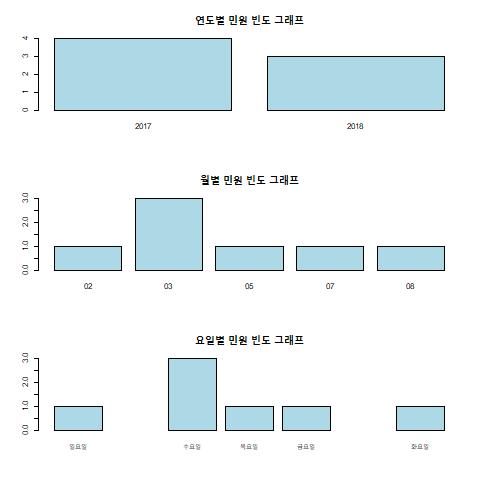 연도별 민원 빈도 그래프
4
3
2
1
0
2017
2018
월별 민원 빈도 그래프
3.0
2.0
1.0
0.0
02
03
05
07
08
요일별 민원 빈도 그래프
3.0
2.0
1.0
0.0
일요일
수요일
목요일
금요일
화요일